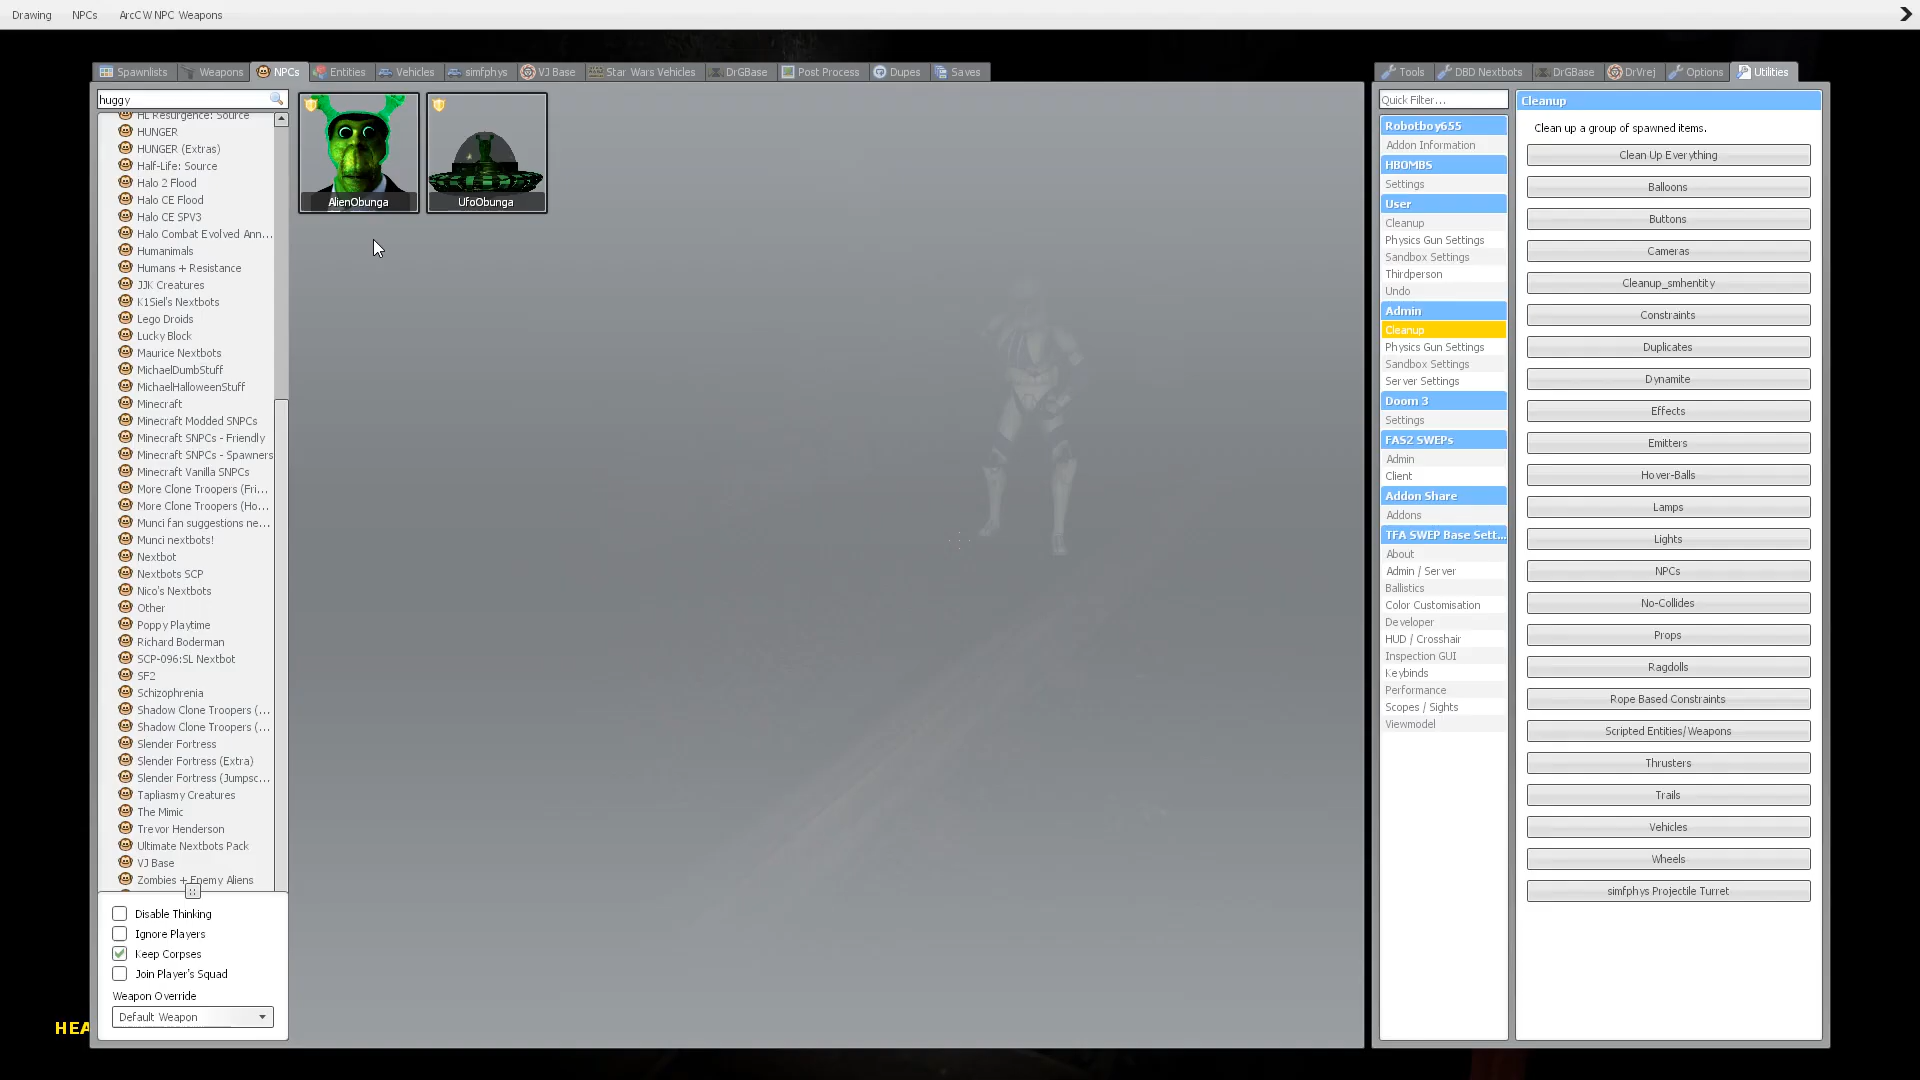 Drawing NPCs ArcCW NPC Weapons
Spawnlists Weapons NPCs Entities Vehicles simfphys VJ Base Star Wars Vehicles DrGBase Post Process Dupes Saves
huggy
HL Resurgence: Source
HUNGER
HUNGER (Extras)
Half-Life: Source
Halo 2 Flood
Halo CE Flood
Halo CE SPV3
Halo Combat Evolved Ann...
Humanimals
Humans + Resistance
JJK Creatures
K1Siel's Nextbots
Lego Droids
Lucky Block
Maurice Nextbots
MichaelDumbStuff
MichaelHalloweenStuff
Minecraft
Minecraft Modded SNPCs
Minecraft SNPCs - Friendly
Minecraft SNPCs - Spawners
Minecraft Vanilla SNPCs
More Clone Troopers (Fri...
More Clone Troopers (Ho...
Munci fan suggestions ne...
Munci nextbots!
Nextbot
Nextbots SCP
Nico's Nextbots
Other
Poppy Playtime
Richard Boderman
SCP-096:SL Nextbot
SF2
Schizophrenia
Shadow Clone Troopers (...
Shadow Clone Troopers (...
Slender Fortress
Slender Fortress (Extra)
Slender Fortress (Jumpsc...
Tapliasmy Creatures
The Mimic
Trevor Henderson
Ultimate Nextbots Pack
VJ Base
Zombies + Enemy Aliens
Disable Thinking
Ignore Players
Keep Corpses
Join Player's Squad
Weapon Override
Default Weapon
HEA
AlienObunga
UfoObunga
Tools DBD Nextbots DrGBase DrVrej Options Utilities
Quick Filter...
Robotboy655
Addon Information
HBOMBS
Settings
User
Cleanup
Physics Gun Settings
Sandbox Settings
Thirdperson
Undo
Admin
Cleanup
Physics Gun Settings
Sandbox Settings
Server Settings
Doom 3
Settings
FAS2 SWEPs
Admin
Client
Addon Share
Addons
TFA SWEP Base Sett...
About
Admin / Server
Ballistics
Color Customisation
Developer
HUD / Crosshair
Inspection GUI
Keybinds
Performance
Scopes / Sights
Viewmodel
Cleanup
Clean up a group of spawned items.
Clean Up Everything
Balloons
Buttons
Cameras
Cleanup_smhentity
Constraints
Duplicates
Dynamite
Effects
Emitters
Hover-Balls
Lamps
Lights
NPCs
No-Collides
Props
Ragdolls
Rope Based Constraints
Scripted Entities/Weapons
Thrusters
Trails
Vehicles
Wheels
simfphys Projectile Turret